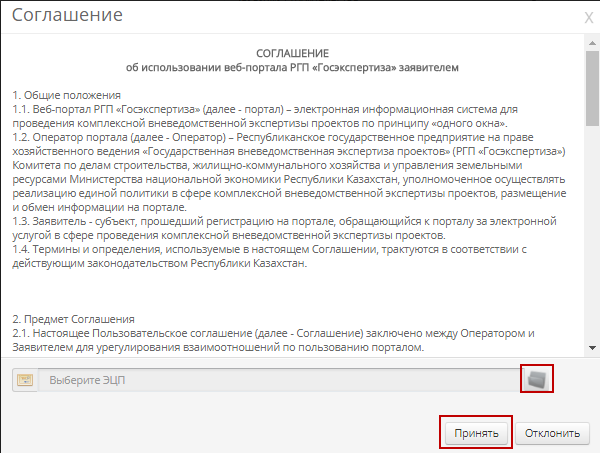 Соглашение
X
СОГЛАШЕНИЕ
об использовании веб-портала РГП «Госэкспертиза» заявителем
1. Общие положения
1.1. Веб-портал РГП «Госэкспертиза» (далее - портал) – электронная информационная система для
проведения комплексной вневедомственной экспертизы проектов по принципу «одного окна».
1.2. Оператор портала (далее - Оператор) – Республиканское государственное предприятие на праве
хозяйственного ведения «Государственная вневедомственная экспертиза проектов» (РГП «Госэкспертиза»)
Комитета по делам строительства, жилищно-коммунального хозяйства и управления земельными
ресурсами Министерства национальной экономики Республики Казахстан, уполномоченное осуществлять
реализацию единой политики в сфере комплексной вневедомственной экспертизы проектов, размещение
и обмен информации на портале.
1.3. Заявитель - субъект, прошедший регистрацию на портале, обращающийся к порталу за электронной
услугой в сфере проведения комплексной вневедомственной экспертизы проектов.
1.4. Термины и определения, используемые в настоящем Соглашении, трактуются в соответствии с
действующим законодательством Республики Казахстан.
2. Предмет Соглашения
2.1. Настоящее Пользовательское соглашение (далее - Соглашение) заключено между Оператором и
Заявителем для урегулирования взаимоотношений по пользованию порталом.
Выберите ЭЦП
Принять
Отклонить